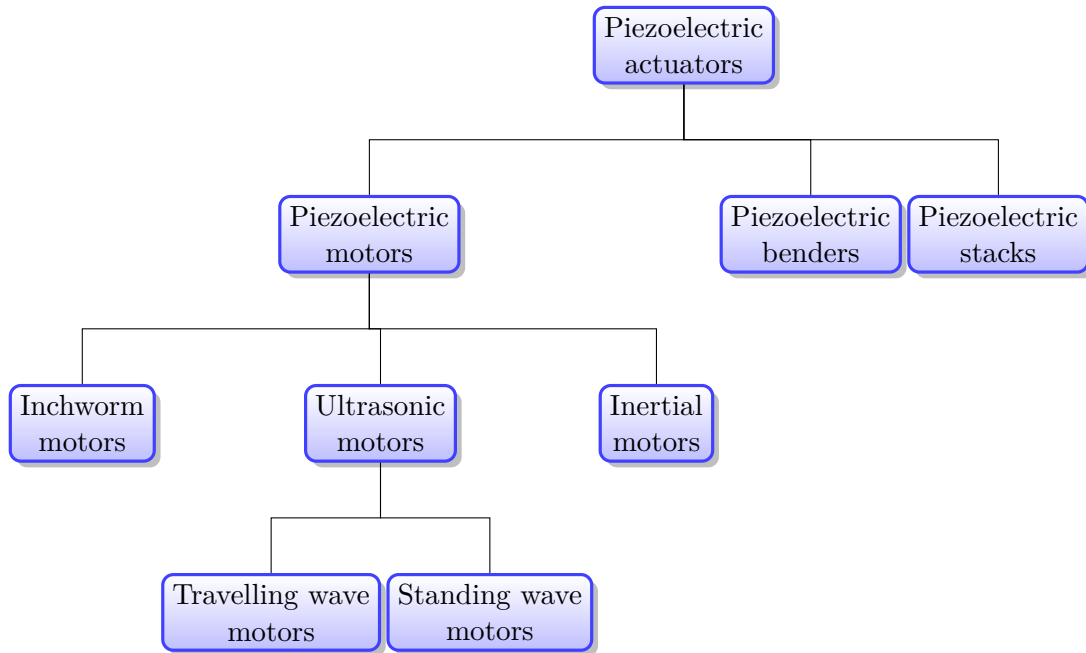 Piezoelectric
actuators
Piezoelectric
motors
Piezoelectric
benders
Piezoelectric
stacks
Inchworm
motors
Ultrasonic
motors
Inertial
motors
Travelling wave
motors
Standing wave
motors